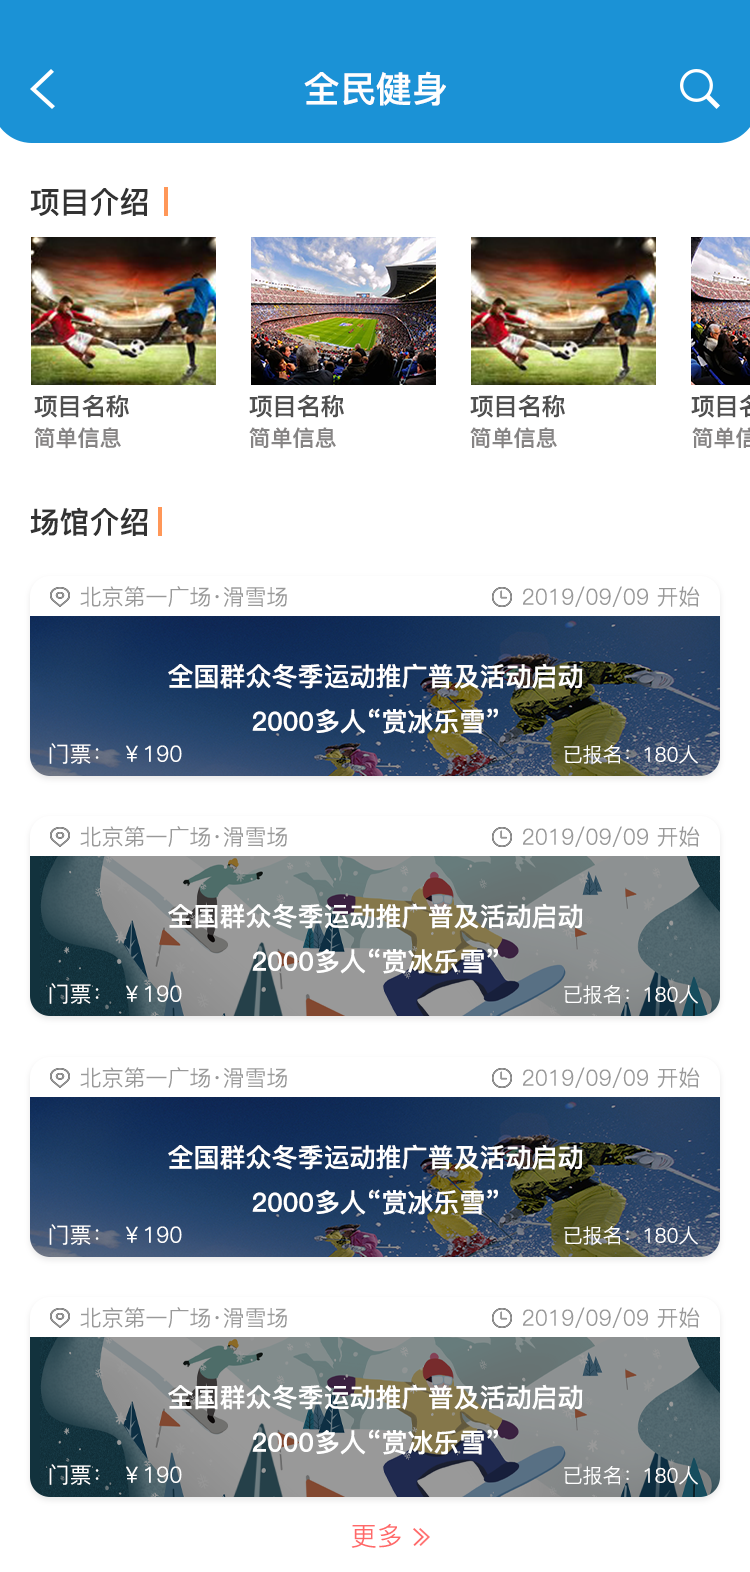 全民健身
项目介绍
项目名称 项目名称 项目名称 项目
简单信息 简单信息 简单信息 简单
场馆介绍
北京第一广场·滑雪场 2019/09/09 开始
全国群众冬季运动推广普及活动启动
2000多人“赏冰乐雪”
门票： ￥190 已报名：180人
北京第一广场·滑雪场 2019/09/09 开始
全国群众冬季运动推广普及活动启动
2000多人“赏冰乐雪”
门票： ￥190 已报名：180人
北京第一广场·滑雪场 2019/09/09 开始
全国群众冬季运动推广普及活动启动
2000多人“赏冰乐雪”
门票： ￥190 已报名：180人
北京第一广场·滑雪场 2019/09/09 开始
全国群众冬季运动推广普及活动启动
2000多人“赏冰乐雪”
门票： ￥190 已报名：180人
更多